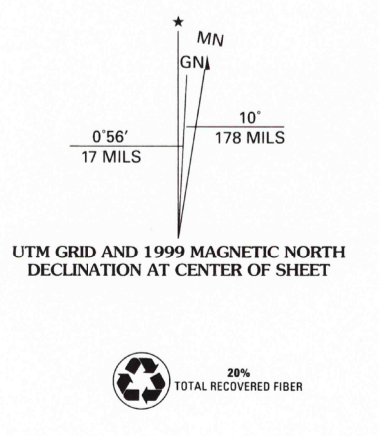 ★
MN
GN
0°56′
17 MILS
10°
178 MILS
UTM GRID AND 1999 MAGNETIC NORTH
DECLINATION AT CENTER OF SHEET
20%
TOTAL RECOVERED FIBER